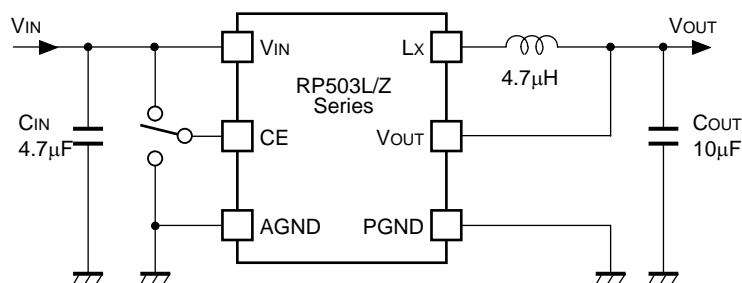 VIN
VOUT
VIN
LX
RP503L/Z
Series
4.7μH
CIN
4.7μF
CE
VOUT
COUT
10μF
AGND
PGND